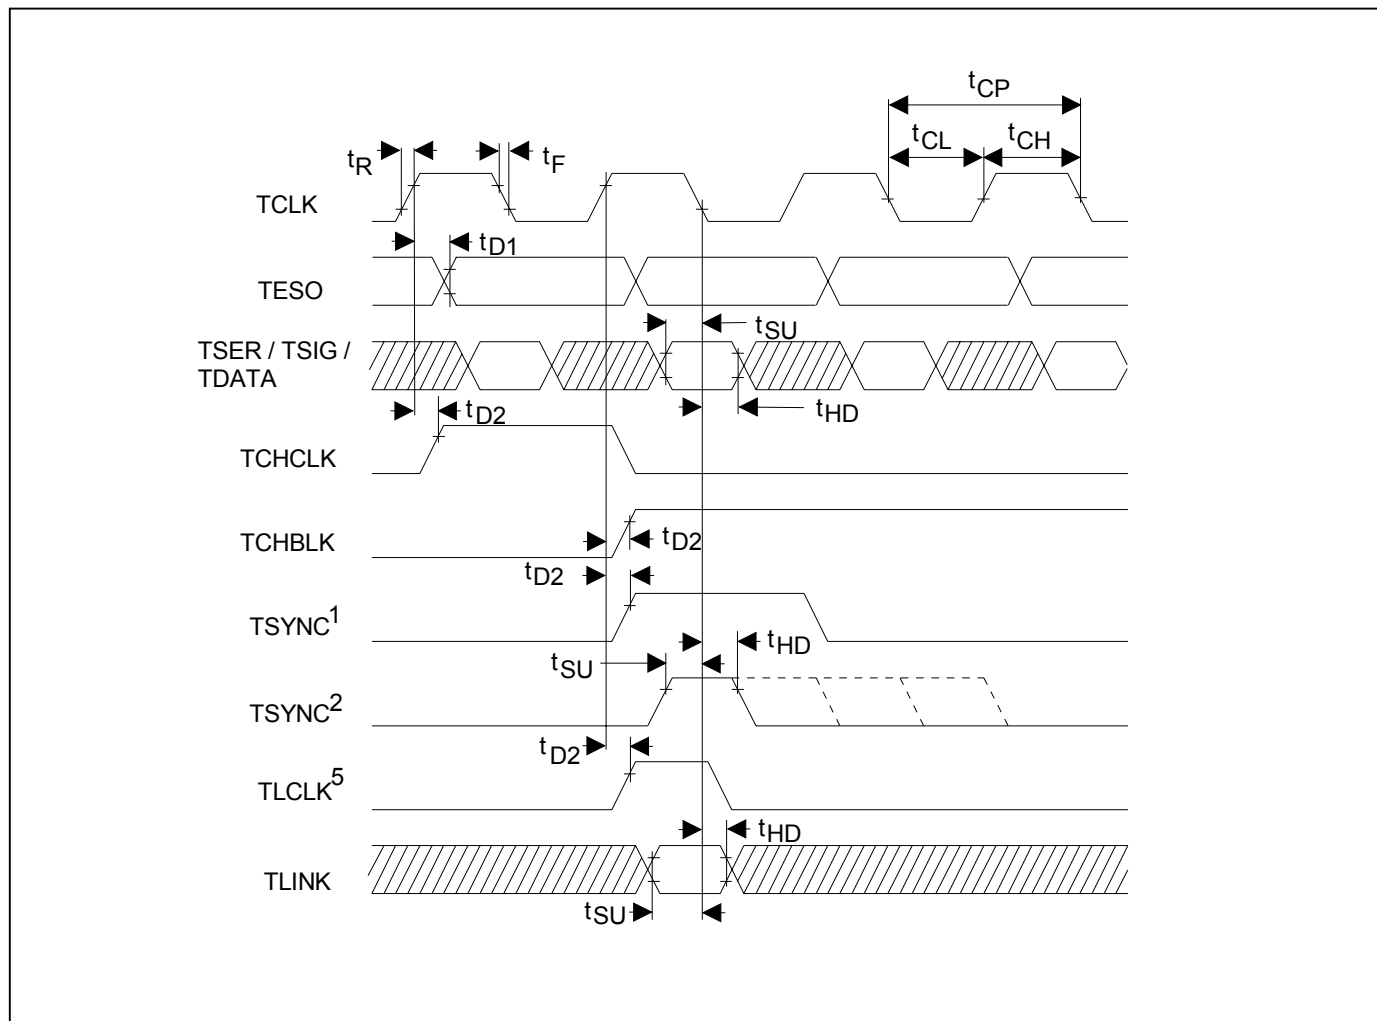 tCP
tCL tCH
tR tF
TCLK
tD1
TESO
tSU
TSER / TSIG /
TDATA
tD2 tHD
TCHCLK
TCHBLK tD2
tD2
TSYNC1
tHD
tSU
TSYNC2
tD2
TLCLK5
tHD
TLINK
tSU